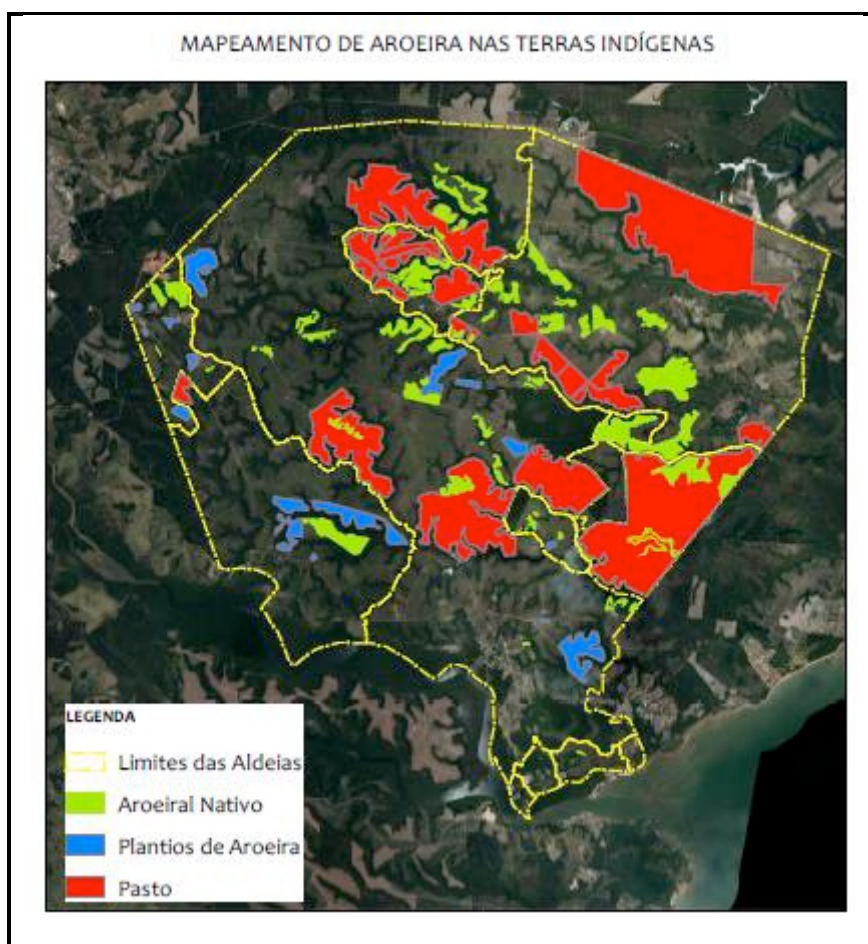 MAPEAMENTO DE AROEIRA NAS TERRAS INDÍGENAS
LEGENDA
Limites das Aldeias
Aroeiral Nativo
Plantios de Aroeira
Pasto